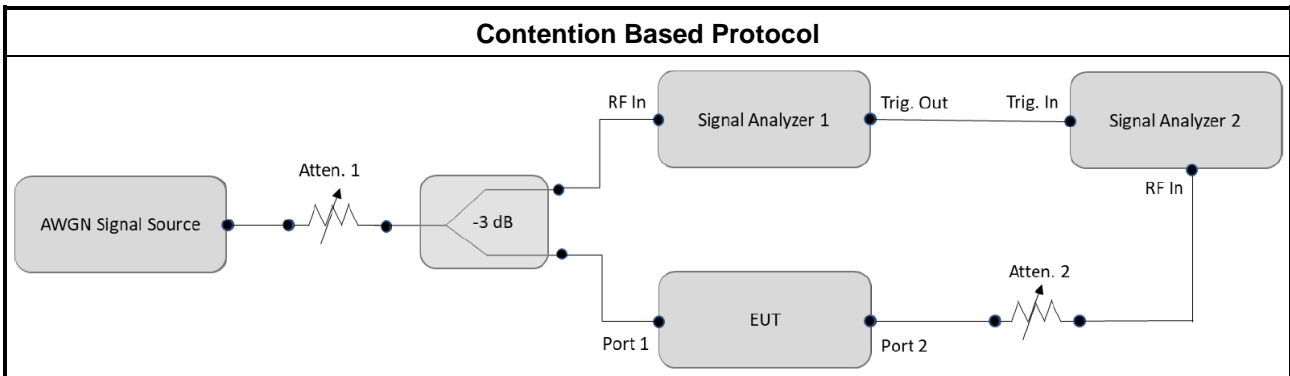 Contention Based Protocol
RF In
Signal Analyzer 1
Trig. Out
Trig. In
Signal Analyzer 2
RF In
Atten. 1
AWGN Signal Source
-3 dB
Atten. 2
EUT
Port 1
Port 2